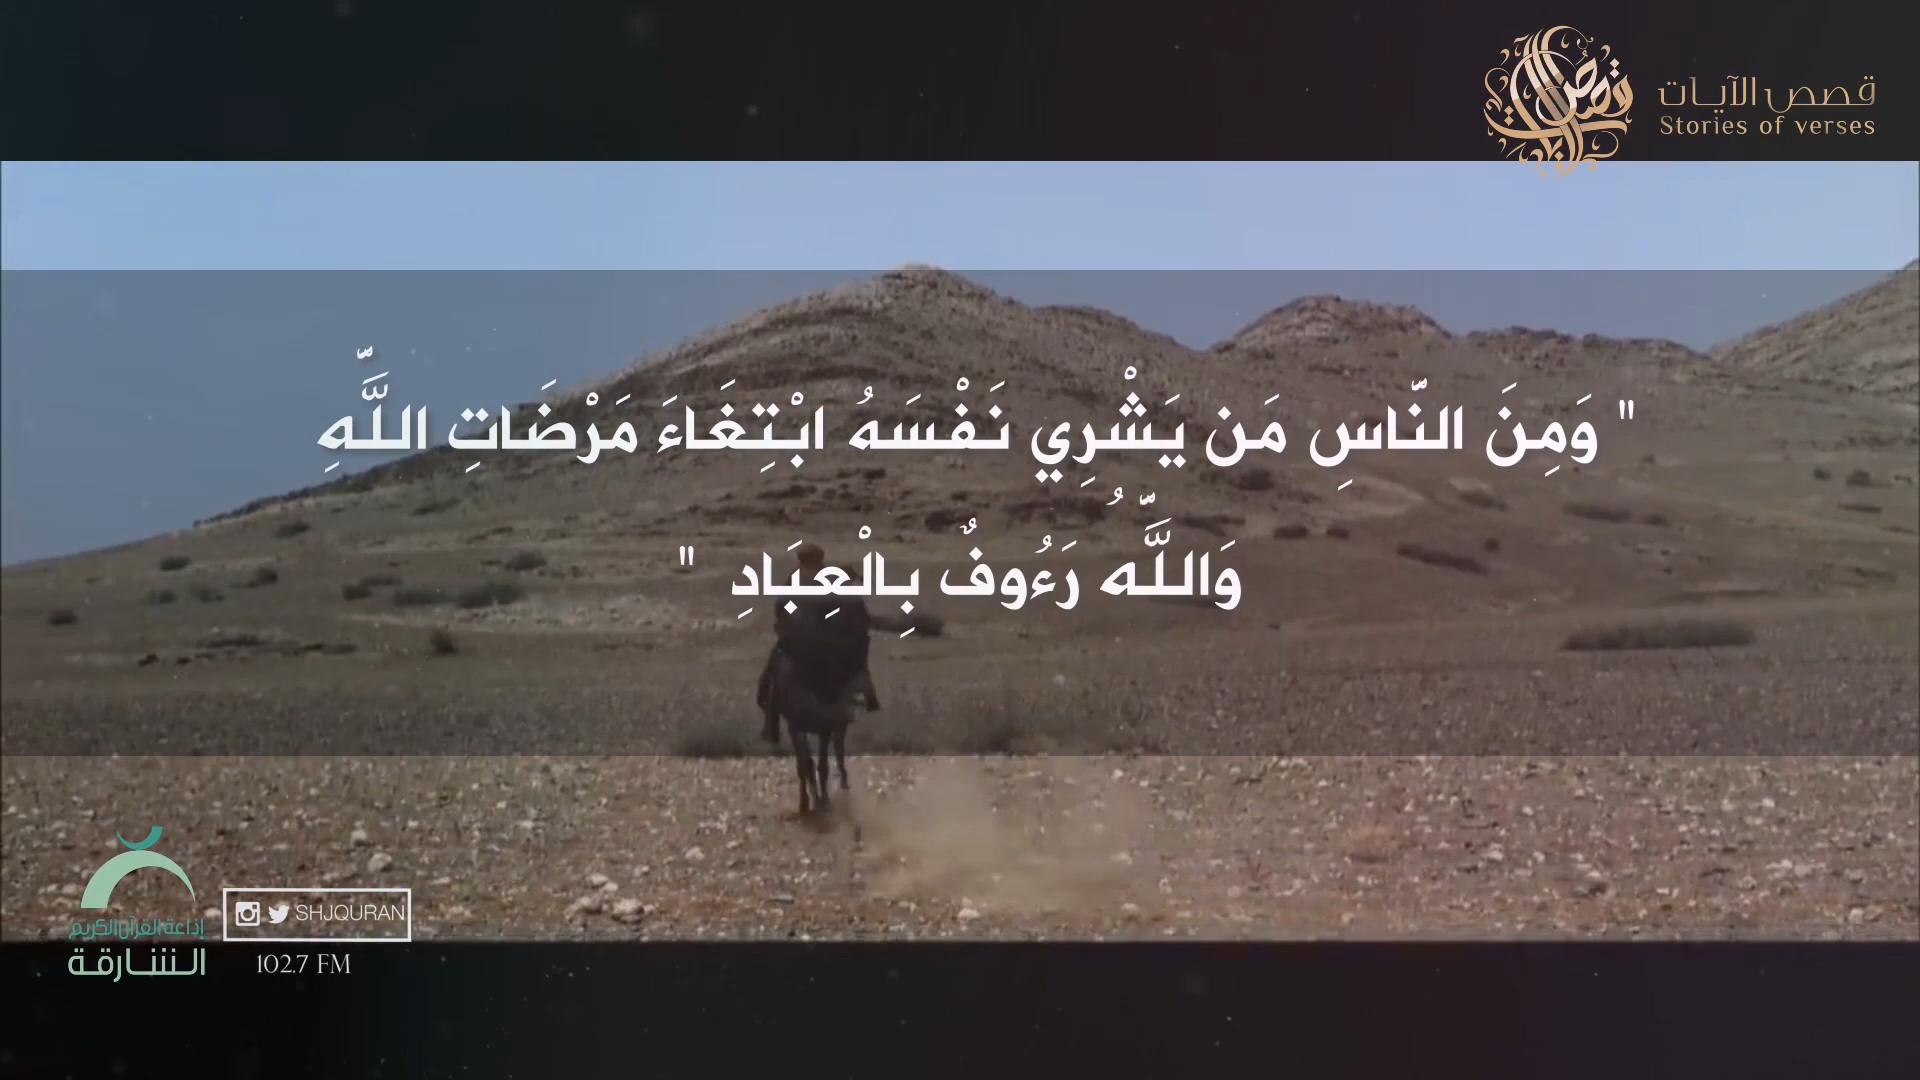 قصص الآيات
Stories of verses
" وَمِنَ النَّاسِ مَن يَشْرِي نَفْسَهُ ابْتِغَاءَ مَرْضَاتِ اللَّهِ
وَاللَّهُ رَءُوفٌ بِالْعِبَادِ "
إذاعة القرآن الكريم
الشارقة
SHJQURAN
102.7 FM